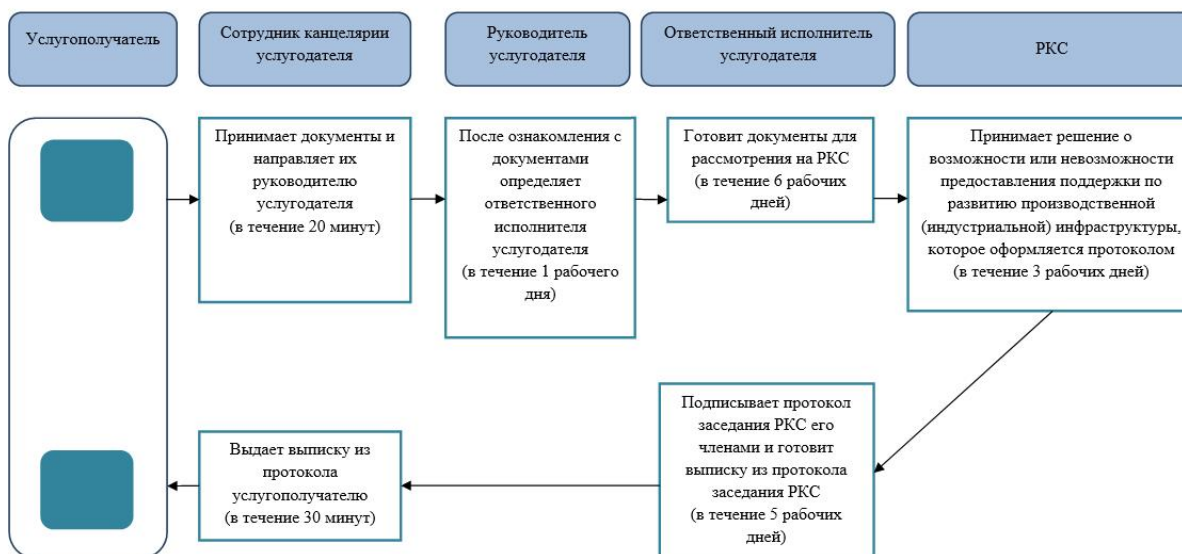 Услугополучатель
Сотрудник канцелярии
услугодателя
Руководитель
услугодателя
Ответственный исполнитель
услугодателя
РКС
Принимает документы и
направляет их
руководителю
услугодателя
(в течение 20 минут)
После ознакомления с
документами
определяет
ответственного
исполнителя
услугодателя
(в течение 1 рабочего
дня)
Готовит документы для
рассмотрения на РКС
(в течение 6 рабочих
дней)
Принимает решение о
возможности или невозможности
предоставления поддержки по
развитию производственной
(индустриальной) инфраструктуры,
которое оформляется протоколом
(в течение 3 рабочих дней)
Подписывает протокол
заседания РКС его
членами и готовит
выписку из протокола
заседания РКС
(в течение 5 рабочих
дней)
Выдает выписку из
протокола
услугополучателю
(в течение 30 минут)